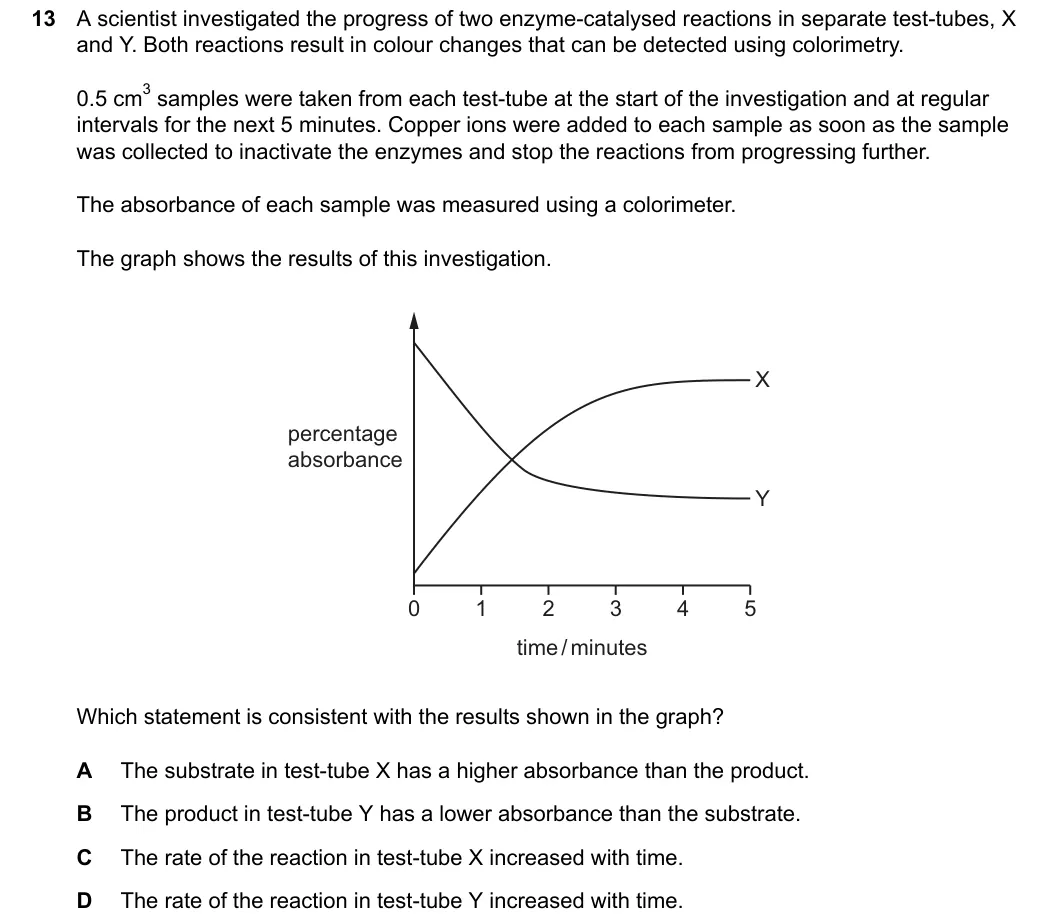 13 A scientist investigated the progress of two enzyme-catalysed reactions in separate test-tubes, X
and Y. Both reactions result in colour changes that can be detected using colorimetry.
0.5 cm³ samples were taken from each test-tube at the start of the investigation and at regular
intervals for the next 5 minutes. Copper ions were added to each sample as soon as the sample
was collected to inactivate the enzymes and stop the reactions from progressing further.
The absorbance of each sample was measured using a colorimeter.
The graph shows the results of this investigation.
X
percentage
absorbance
Y
0 1 2 3 4 5
time / minutes
Which statement is consistent with the results shown in the graph?
A The substrate in test-tube X has a higher absorbance than the product.
B The product in test-tube Y has a lower absorbance than the substrate.
C The rate of the reaction in test-tube X increased with time.
D The rate of the reaction in test-tube Y increased with time.